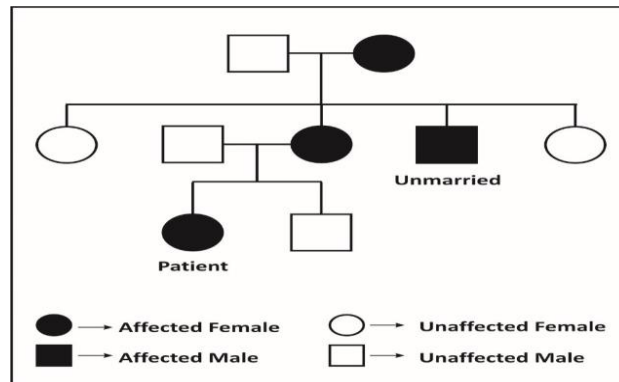 Unmarried
Patient
→ Affected Female
→ Unaffected Female
→ Affected Male
→ Unaffected Male